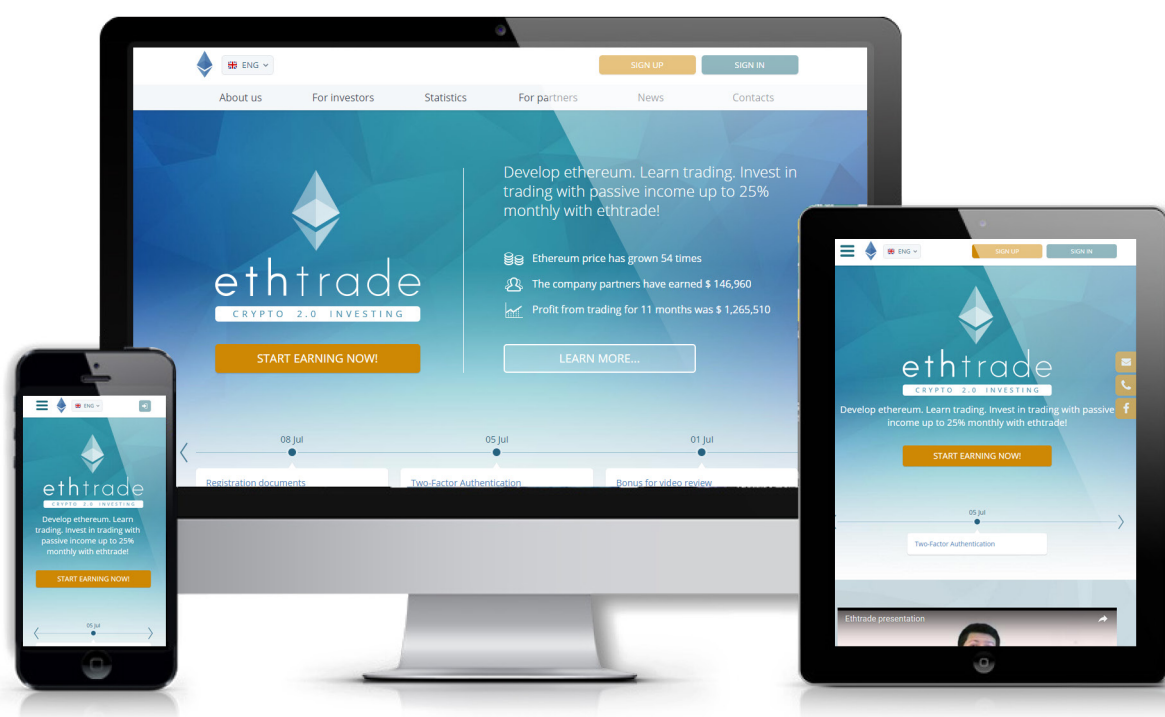 ENG
SIGN UP
SIGN IN
About us
For investors
Statistics
For partners
News
Contacts
ethtrade
CRYPTO 2.0 INVESTING
START EARNING NOW!
Develop ethereum. Learn trading. Invest in
trading with passive income up to 25%
monthly with ethtrade!
Ethereum price has grown 54 times
The company partners have earned $ 146,960
Profit from trading for 11 months was $ 1,265,510
LEARN MORE...
08 Jul
05 Jul
01 Jul
Registration documents
Two-Factor Authentication
Bonus for video review
ENG
ethtrade
CRYPTO 2.0 INVESTING
Develop ethereum. Learn
trading. Invest in trading with
passive income up to 25%
monthly with ethtrade!
START EARNING NOW!
05 Jul
ENG
SIGN UP
SIGN IN
ethtrade
CRYPTO 2.0 INVESTING
Develop ethereum. Learn trading. Invest in trading with passive
income up to 25% monthly with ethtrade!
START EARNING NOW!
05 Jul
Two-Factor Authentication
Ethtrade presentation